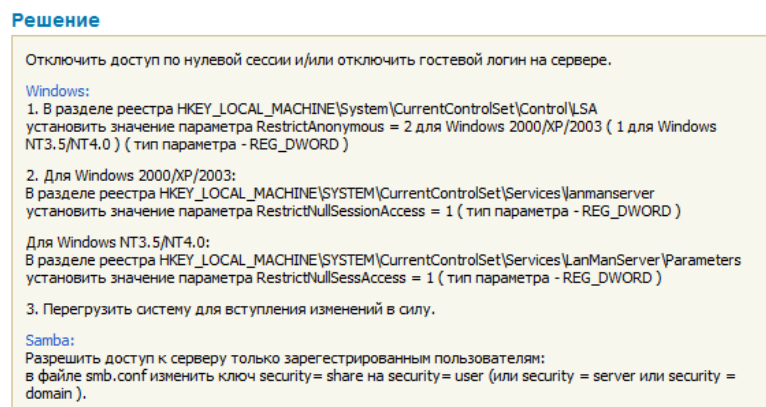 Решение
Отключить доступ по нулевой сессии и/или отключить гостевой логин на сервере.
Windows:
1. В разделе реестра HKEY_LOCAL_MACHINE\System\CurrentControlSet\Control\LSA
установить значение параметра RestrictAnonymous = 2 для Windows 2000/XP/2003 ( 1 для Windows
NT3.5/NT4.0 ) ( тип параметра - REG_DWORD )
2. Для Windows 2000/XP/2003:
В разделе реестра HKEY_LOCAL_MACHINE\SYSTEM\CurrentControlSet\Services\lanmanserver
установить значение параметра RestrictNullSessionAccess = 1 ( тип параметра - REG_DWORD )
Для Windows NT3.5/NT4.0:
В разделе реестра HKEY_LOCAL_MACHINE\SYSTEM\CurrentControlSet\Services\LanManServer\Parameters
установить значение параметра RestrictNullSessAccess = 1 ( тип параметра - REG_DWORD )
3. Перегрузить систему для вступления изменений в силу.
Samba:
Разрешить доступ к серверу только зарегестрированным пользователям:
в файле smb.conf изменить ключ security= share на security= user (или security = server или security =
domain ).